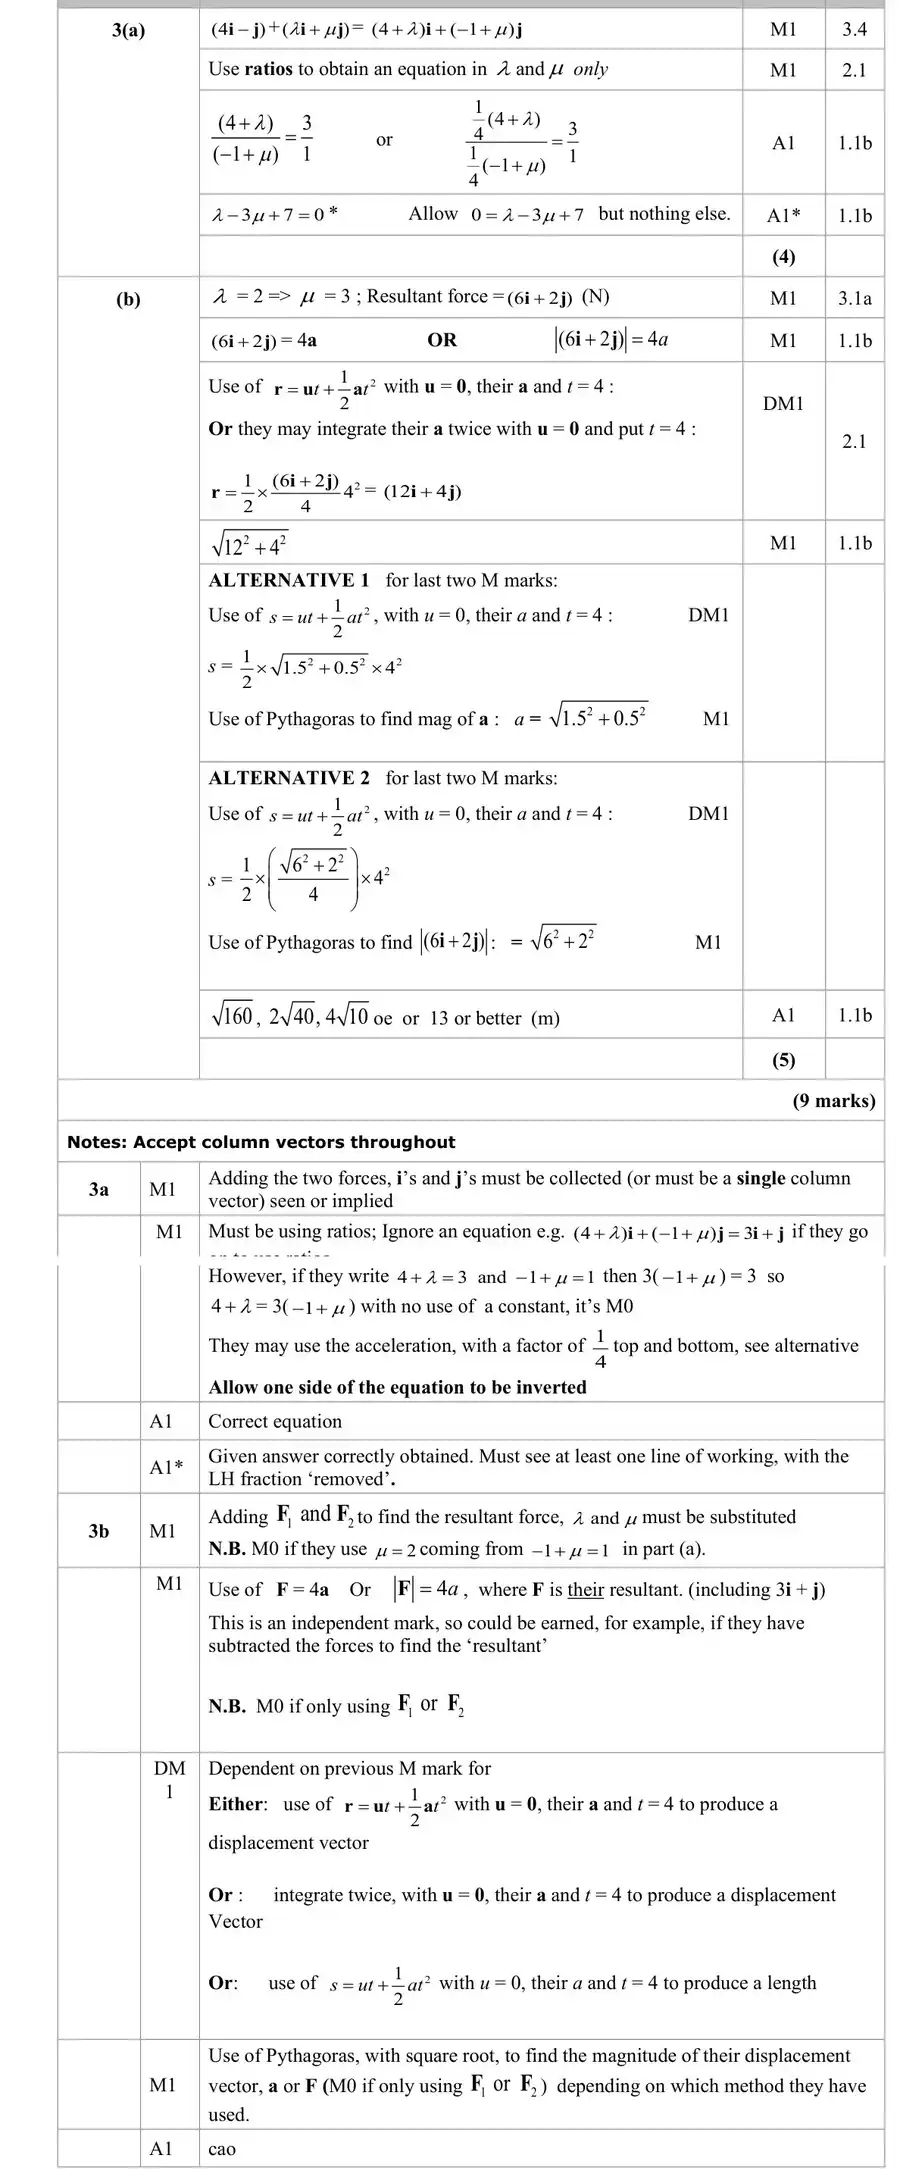 3(a) (4i − j)+(λi + μj)= (4 + λ)i + (−1 + μ)j M1 3.4
Use ratios to obtain an equation in λ and μ only M1 2.1
(4 + λ)/(−1 + μ) = 3/1 or 1/4(4 + λ)/1/4(−1 + μ) = 3/1 A1 1.1b
λ − 3μ + 7 = 0 * Allow 0 = λ − 3μ + 7 but nothing else. A1* 1.1b
(4)
(b) λ = 2 => μ = 3 ; Resultant force = (6i + 2j) (N) M1 3.1a
(6i + 2j) = 4a OR |(6i + 2j)| = 4a M1 1.1b
Use of r = ut + 1/2 at² with u = 0, their a and t = 4 :
DM1
Or they may integrate their a twice with u = 0 and put t = 4 :
2.1
r = 1/2 × (6i + 2j)/4 4² = (12i + 4j)
√12² + 4² M1 1.1b
ALTERNATIVE 1 for last two M marks:
Use of s = ut + 1/2 at² , with u = 0, their a and t = 4 : DM1
s = 1/2 × √1.5² + 0.5² × 4²
Use of Pythagoras to find mag of a : a = √1.5² + 0.5² M1
ALTERNATIVE 2 for last two M marks:
Use of s = ut + 1/2 at² , with u = 0, their a and t = 4 : DM1
s = 1/2 × (√6² + 2²/4) × 4²
Use of Pythagoras to find |(6i + 2j)| : = √6² + 2² M1
√160 , 2√40, 4√10 oe or 13 or better (m) A1 1.1b
(5)
(9 marks)
Notes: Accept column vectors throughout
3a M1 Adding the two forces, i's and j's must be collected (or must be a single column
vector) seen or implied
M1 Must be using ratios; Ignore an equation e.g. (4 + λ)i + (−1 + μ)j = 3i + j if they go
However, if they write 4 + λ = 3 and −1 + μ = 1 then 3( −1 + μ ) = 3 so
4 + λ = 3( −1 + μ ) with no use of a constant, it's M0
They may use the acceleration, with a factor of 1/4 top and bottom, see alternative
Allow one side of the equation to be inverted
A1 Correct equation
A1* Given answer correctly obtained. Must see at least one line of working, with the
LH fraction 'removed'.
3b M1 Adding F₁ and F₂ to find the resultant force, λ and μ must be substituted
N.B. M0 if they use μ = 2 coming from −1 + μ = 1 in part (a).
M1 Use of F = 4a Or |F| = 4a , where F is their resultant. (including 3i + j)
This is an independent mark, so could be earned, for example, if they have
subtracted the forces to find the 'resultant'
N.B. M0 if only using F₁ or F₂
DM
1
Dependent on previous M mark for
Either: use of r = ut + 1/2 at² with u = 0, their a and t = 4 to produce a
displacement vector
Or : integrate twice, with u = 0, their a and t = 4 to produce a displacement
Vector
Or: use of s = ut + 1/2 at² with u = 0, their a and t = 4 to produce a length
Use of Pythagoras, with square root, to find the magnitude of their displacement
M1 vector, a or F (M0 if only using F₁ or F₂ ) depending on which method they have
used.
A1 cao